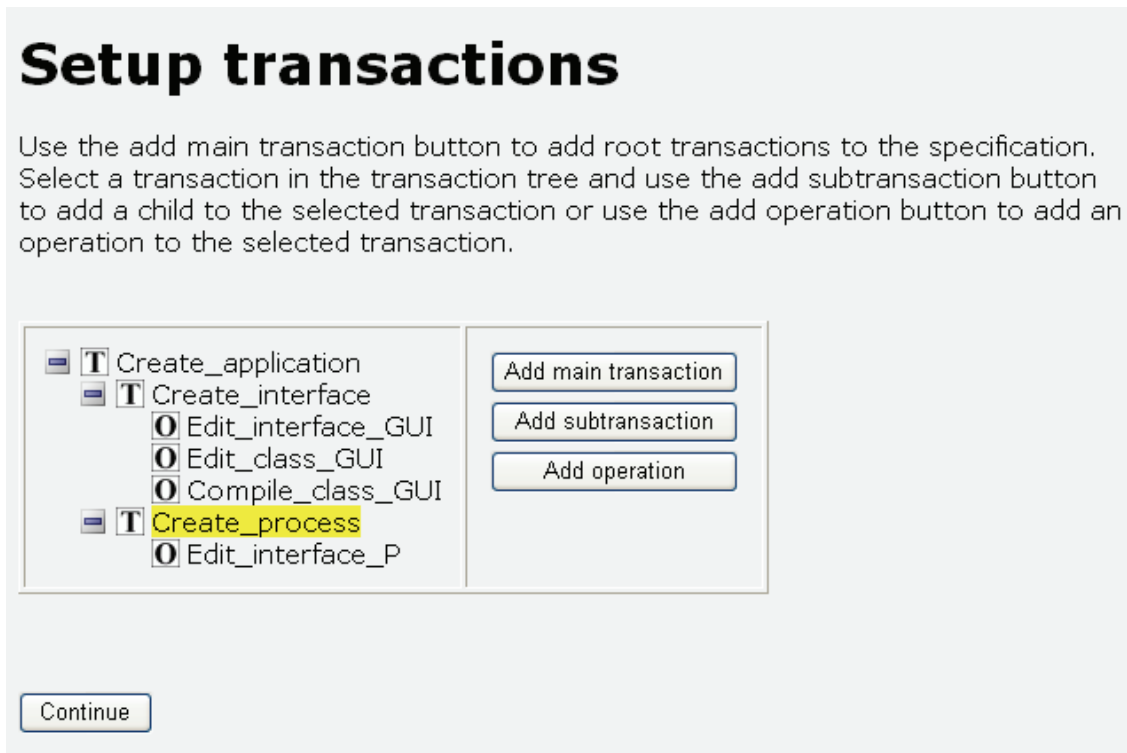 Setup transactions
Use the add main transaction button to add root transactions to the specification.
Select a transaction in the transaction tree and use the add subtransaction button
to add a child to the selected transaction or use the add operation button to add an
operation to the selected transaction.
T Create_application
T Create_interface
O Edit_interface_GUI
O Edit_class_GUI
O Compile_class_GUI
T Create_process
O Edit_interface_P
Add main transaction
Add subtransaction
Add operation
Continue